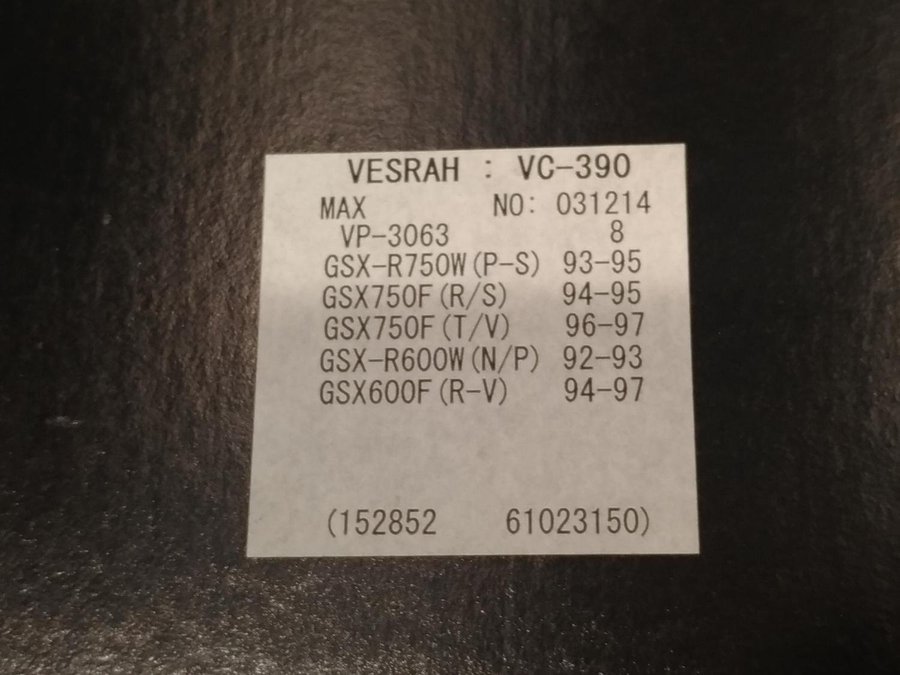 VESRAH : VC-390
MAX NO: 031214
VP-3063 8
GSX-R750W(P-S) 93-95
GSX750F(R/S) 94-95
GSX750F(T/V) 96-97
GSX-R600W(N/P) 92-93
GSX600F(R-V) 94-97
(152852 61023150)